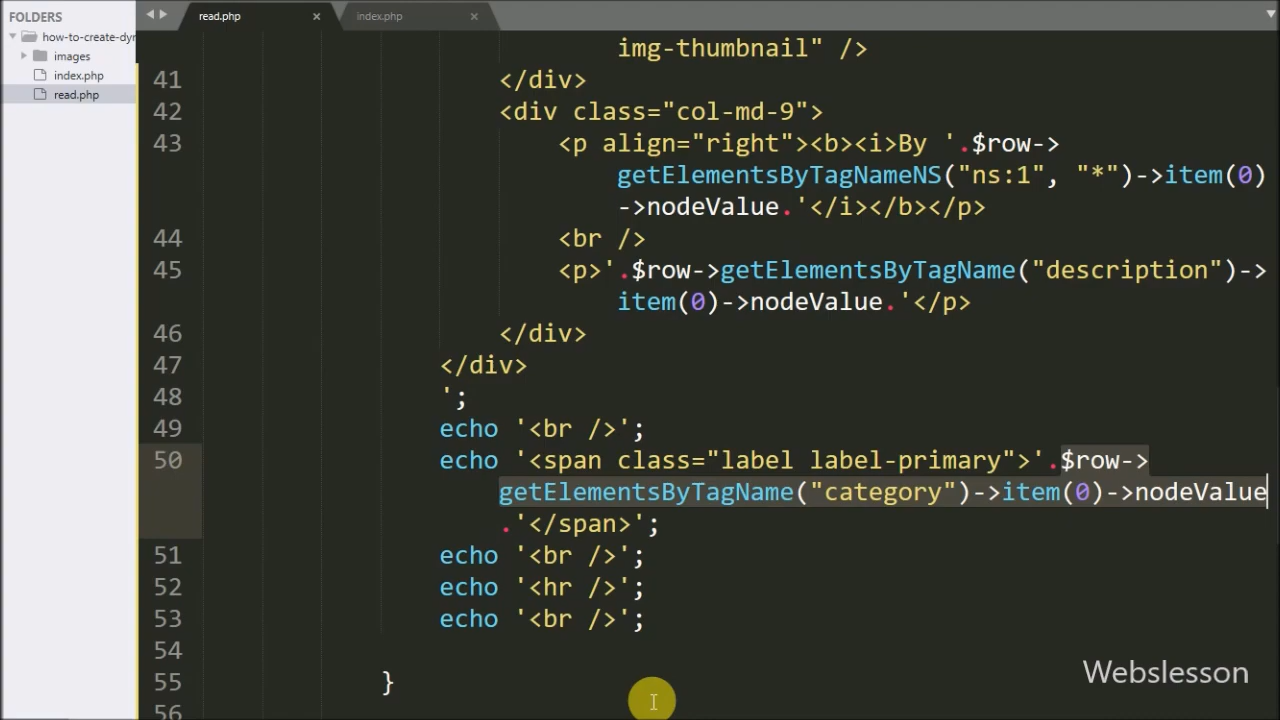 FOLDERS
how-to-create-dyn
images
index.php
read.php
read.php
index.php
img-thumbnail" />
41 </div>
42 <div class="col-md-9">
43 <p align="right"><b><i>By '.$row->
getElementsByTagNameNS("ns:1", "*")->item(0)
->nodeValue.'</i></b></p>
44 <br />
45 <p>'.$row->getElementsByTagName("description")->
item(0)->nodeValue.'</p>
46 </div>
47 </div>
48 ';
49 echo '<br />';
50 echo '<span class="label label-primary">'.$row->
getElementsByTagName("category")->item(0)->nodeValue
.'</span>';
51 echo '<br />';
52 echo '<hr />';
53 echo '<br />';
54
55 }
56
Webslesson